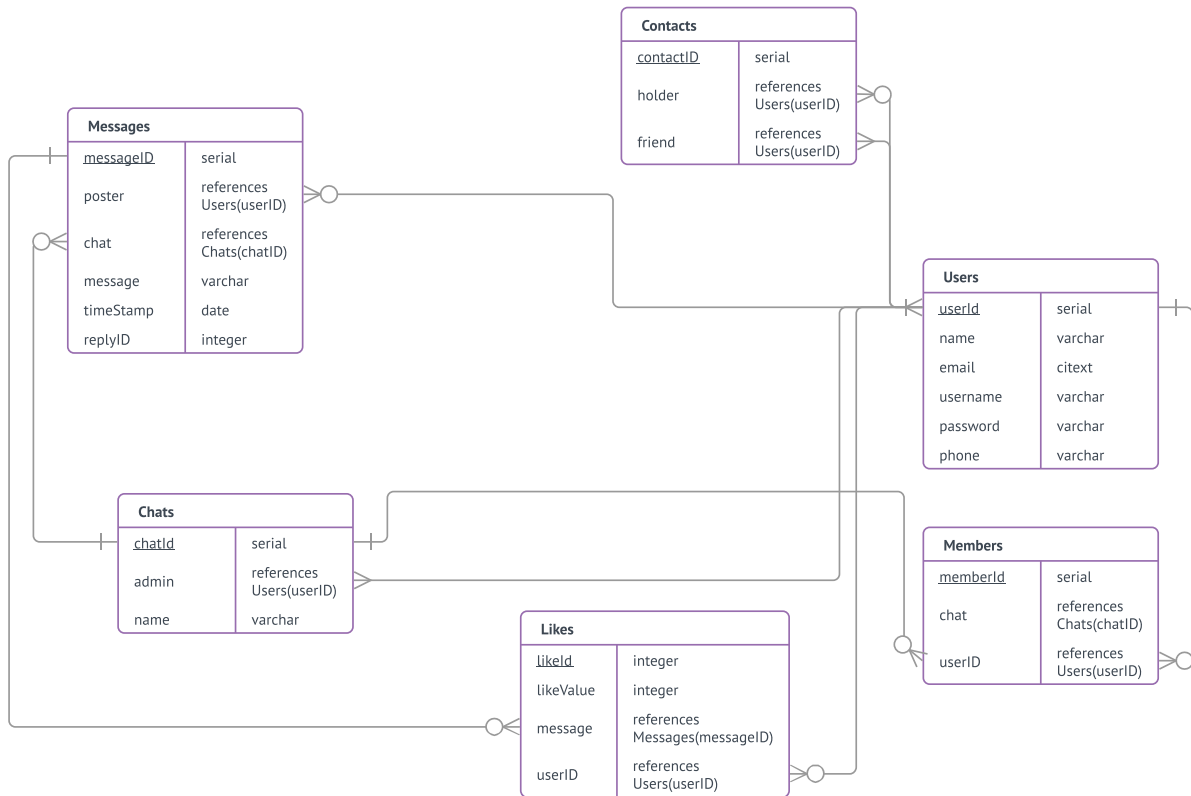 Contacts
contactID serial
holder references
Users(userID)
friend references
Users(userID)
Messages
messageID serial
poster references
Users(userID)
chat references
Chats(chatID)
message varchar
timeStamp date
replyID integer
Users
userId serial
name varchar
email citext
username varchar
password varchar
phone varchar
Chats
chatId serial
admin references
Users(userID)
name varchar
Members
memberId serial
chat references
Chats(chatID)
userID references
Users(userID)
Likes
likeId integer
likeValue integer
message references
Messages(messageID)
userID references
Users(userID)